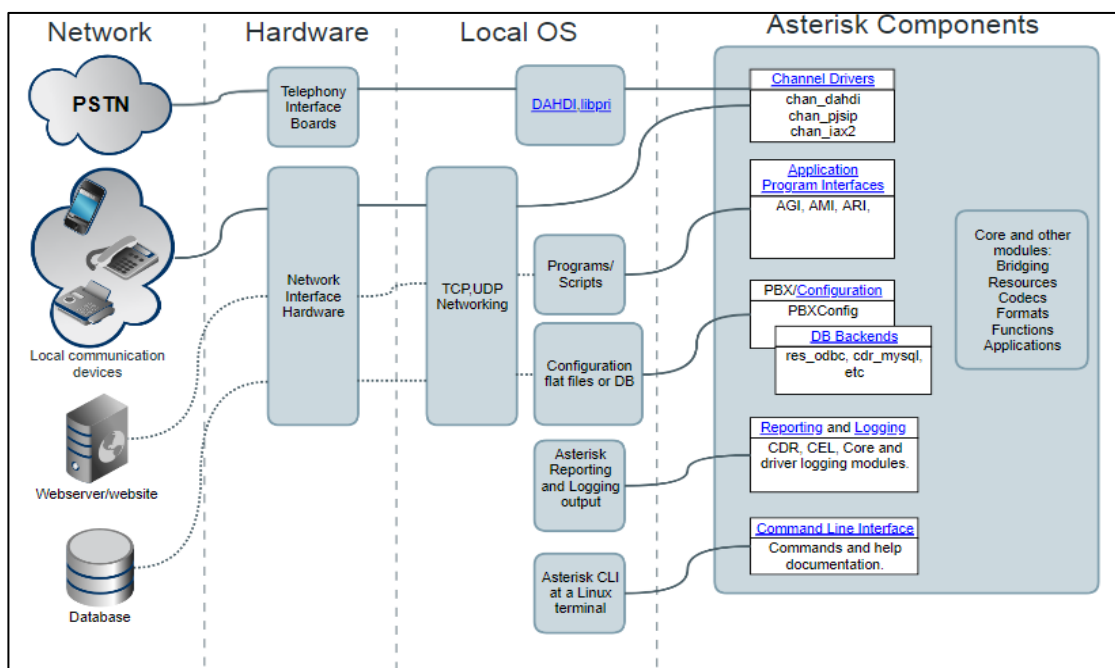 Network
Hardware
Local OS
Asterisk Components
PSTN
Telephony
Interface
Boards
DAHDI,libpri
Channel Drivers
chan_dahdi
chan_pjsip
chan_iax2
Local communication
devices
Network
Interface
Hardware
TCP,UDP
Networking
Programs/
Scripts
Application
Program Interfaces
AGI, AMI, ARI,
Core and other
modules:
Bridging
Resources
Codecs
Formats
Functions
Applications
Configuration
flat files or DB
PBX/Configuration
PBXConfig
DB Backends
res_odbc, cdr_mysql,
etc
Webserver/website
Asterisk
Reporting
and Logging
output
Reporting and Logging
CDR, CEL, Core and
driver logging modules.
Database
Asterisk CLI
at a Linux
terminal
Command Line Interface
Commands and help
documentation.